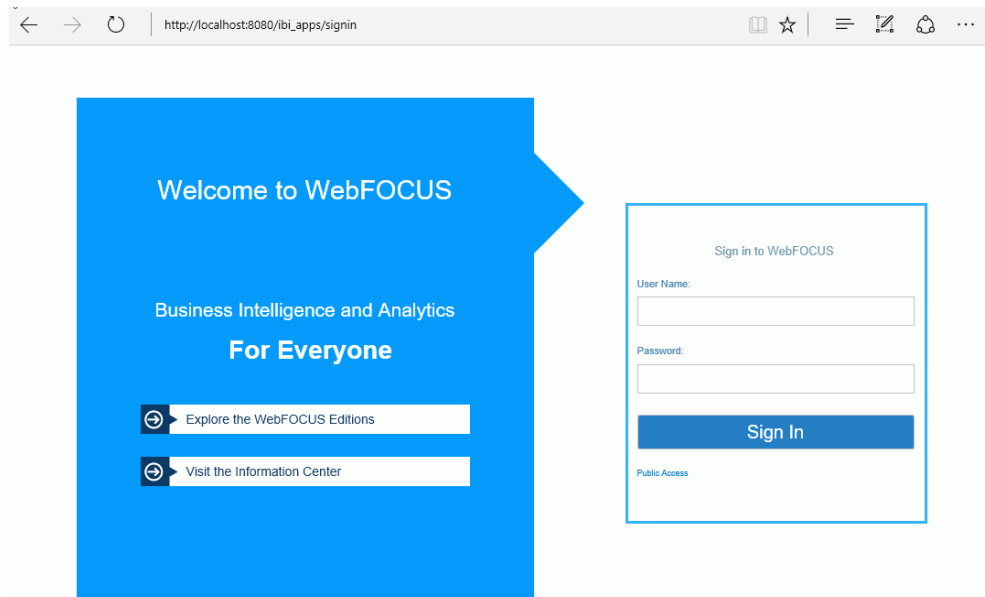 http://localhost:8080/ibi_apps/signin
Welcome to WebFOCUS
Business Intelligence and Analytics
For Everyone
Explore the WebFOCUS Editions
Visit the Information Center
Sign in to WebFOCUS
User Name:
Password:
Sign In
Public Access